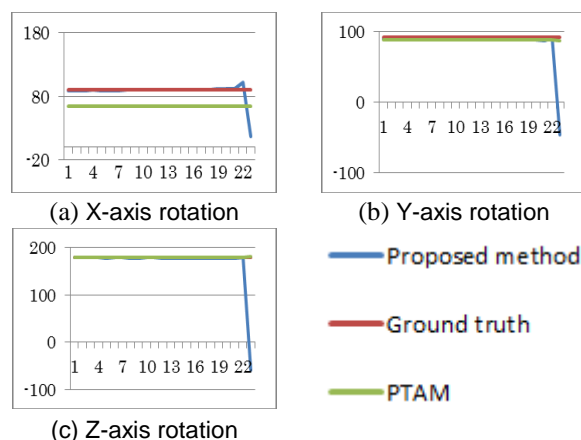 180
80
-20
1 4 7 10 13 16 19 22
(a) X-axis rotation
100
0
-100
1 4 7 10 13 16 19 22
(b) Y-axis rotation
200
100
0
-100
1 4 7 10 13 16 19 22
(c) Z-axis rotation
Proposed method
Ground truth
PTAM